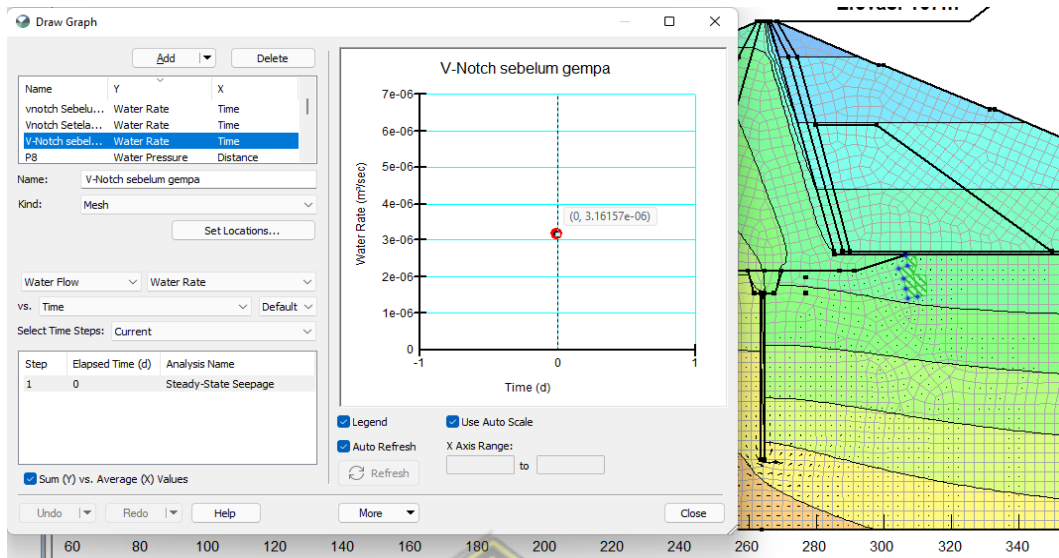 Draw Graph
Add
Delete
Name Y X
vnotch Sebelu... Water Rate Time
Vnotch Setela... Water Rate Time
V-Notch sebel... Water Rate Time
P8 Water Pressure Distance
Name: V-Notch sebelum gempa
Kind: Mesh
Set Locations...
Water Flow Water Rate
vs. Time Default
Select Time Steps: Current
Step Elapsed Time (d) Analysis Name
1 0 Steady-State Seepage
Sum (Y) vs. Average (X) Values
Undo Redo Help
V-Notch sebelum gempa
Water Rate (m³/sec)
7e-06
6e-06
5e-06
4e-06
3e-06
2e-06
1e-06
0
(0, 3.16157e-06)
-1 0 1
Time (d)
Legend Use Auto Scale
Auto Refresh X Axis Range:
Refresh to
More Close
60 80 100 120 140 160 180 200 220 240 260 280 300 320 340